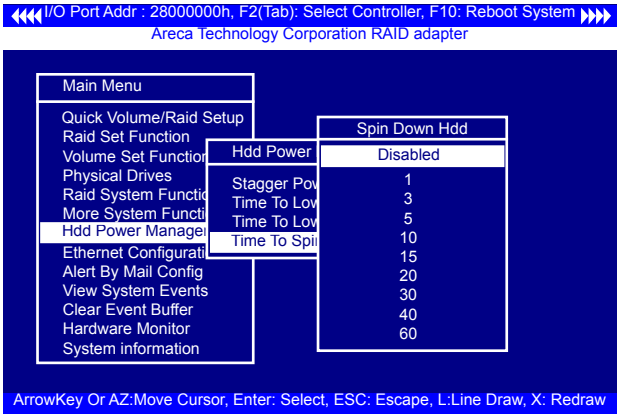 I/O Port Addr : 28000000h, F2(Tab): Select Controller, F10: Reboot System
Areca Technology Corporation RAID adapter
Main Menu
Quick Volume/Raid Setup
Raid Set Function
Volume Set Function
Physical Drives
Raid System Functio
More System Functi
Hdd Power Manage
Ethernet Configurati
Alert By Mail Config
View System Events
Clear Event Buffer
Hardware Monitor
System information
Hdd Power
Stagger Pow
Time To Low
Time To Low
Time To Spi
Spin Down Hdd
Disabled
1
3
5
10
15
20
30
40
60
ArrowKey Or AZ:Move Cursor, Enter: Select, ESC: Escape, L:Line Draw, X: Redraw